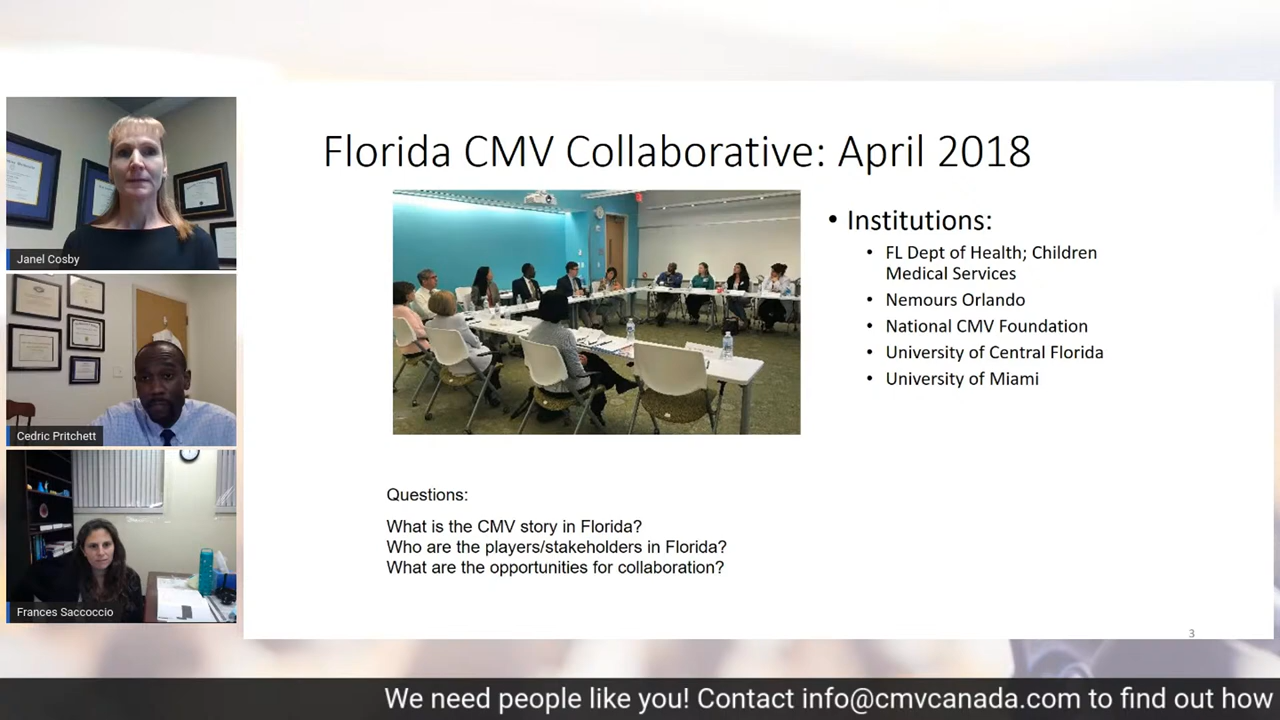 Florida CMV Collaborative: April 2018
Janel Cosby
Cedric Pritchett
Frances Saccoccio
• Institutions:
• FL Dept of Health; Children
Medical Services
• Nemours Orlando
• National CMV Foundation
• University of Central Florida
• University of Miami
Questions:
What is the CMV story in Florida?
Who are the players/stakeholders in Florida?
What are the opportunities for collaboration?
3
We need people like you! Contact info@cmvcanada.com to find out how